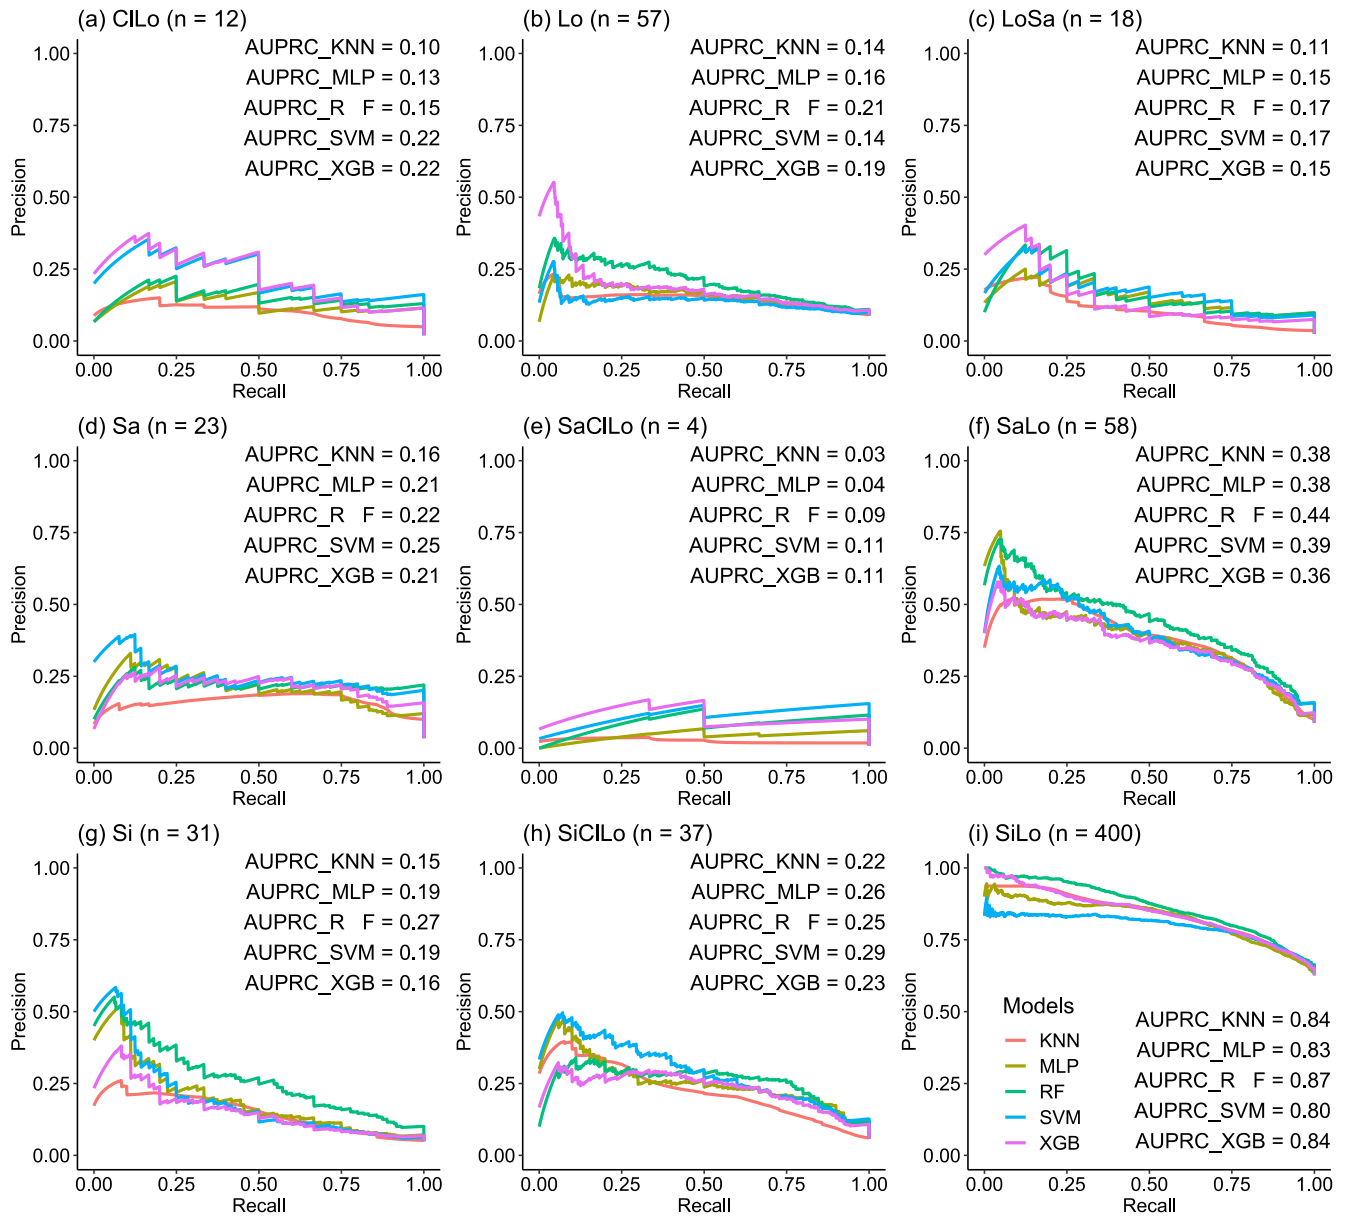 (a) ClLo (n = 12)
AUPRC_KNN = 0.10
AUPRC_MLP = 0.13
AUPRC_R F = 0.15
AUPRC_SVM = 0.22
AUPRC_XGB = 0.22
Precision
1.00
0.75
0.50
0.25
0.00
0.00 0.25 0.50 0.75 1.00
Recall
(b) Lo (n = 57)
AUPRC_KNN = 0.14
AUPRC_MLP = 0.16
AUPRC_R F = 0.21
AUPRC_SVM = 0.14
AUPRC_XGB = 0.19
Precision
1.00
0.75
0.50
0.25
0.00
0.00 0.25 0.50 0.75 1.00
Recall
(c) LoSa (n = 18)
AUPRC_KNN = 0.11
AUPRC_MLP = 0.15
AUPRC_R F = 0.17
AUPRC_SVM = 0.17
AUPRC_XGB = 0.15
Precision
1.00
0.75
0.50
0.25
0.00
0.00 0.25 0.50 0.75 1.00
Recall
(d) Sa (n = 23)
AUPRC_KNN = 0.16
AUPRC_MLP = 0.21
AUPRC_R F = 0.22
AUPRC_SVM = 0.25
AUPRC_XGB = 0.21
Precision
1.00
0.75
0.50
0.25
0.00
0.00 0.25 0.50 0.75 1.00
Recall
(e) SaClLo (n = 4)
AUPRC_KNN = 0.03
AUPRC_MLP = 0.04
AUPRC_R F = 0.09
AUPRC_SVM = 0.11
AUPRC_XGB = 0.11
Precision
1.00
0.75
0.50
0.25
0.00
0.00 0.25 0.50 0.75 1.00
Recall
(f) SaLo (n = 58)
AUPRC_KNN = 0.38
AUPRC_MLP = 0.38
AUPRC_R F = 0.44
AUPRC_SVM = 0.39
AUPRC_XGB = 0.36
Precision
1.00
0.75
0.50
0.25
0.00
0.00 0.25 0.50 0.75 1.00
Recall
(g) Si (n = 31)
AUPRC_KNN = 0.15
AUPRC_MLP = 0.19
AUPRC_R F = 0.27
AUPRC_SVM = 0.19
AUPRC_XGB = 0.16
Precision
1.00
0.75
0.50
0.25
0.00
0.00 0.25 0.50 0.75 1.00
Recall
(h) SiClLo (n = 37)
AUPRC_KNN = 0.22
AUPRC_MLP = 0.26
AUPRC_R F = 0.25
AUPRC_SVM = 0.29
AUPRC_XGB = 0.23
Precision
1.00
0.75
0.50
0.25
0.00
0.00 0.25 0.50 0.75 1.00
Recall
(i) SiLo (n = 400)
Precision
1.00
0.75
0.50
0.25
0.00
Models
KNN
MLP
RF
SVM
XGB
AUPRC_KNN = 0.84
AUPRC_MLP = 0.83
AUPRC_R F = 0.87
AUPRC_SVM = 0.80
AUPRC_XGB = 0.84
0.00 0.25 0.50 0.75 1.00
Recall